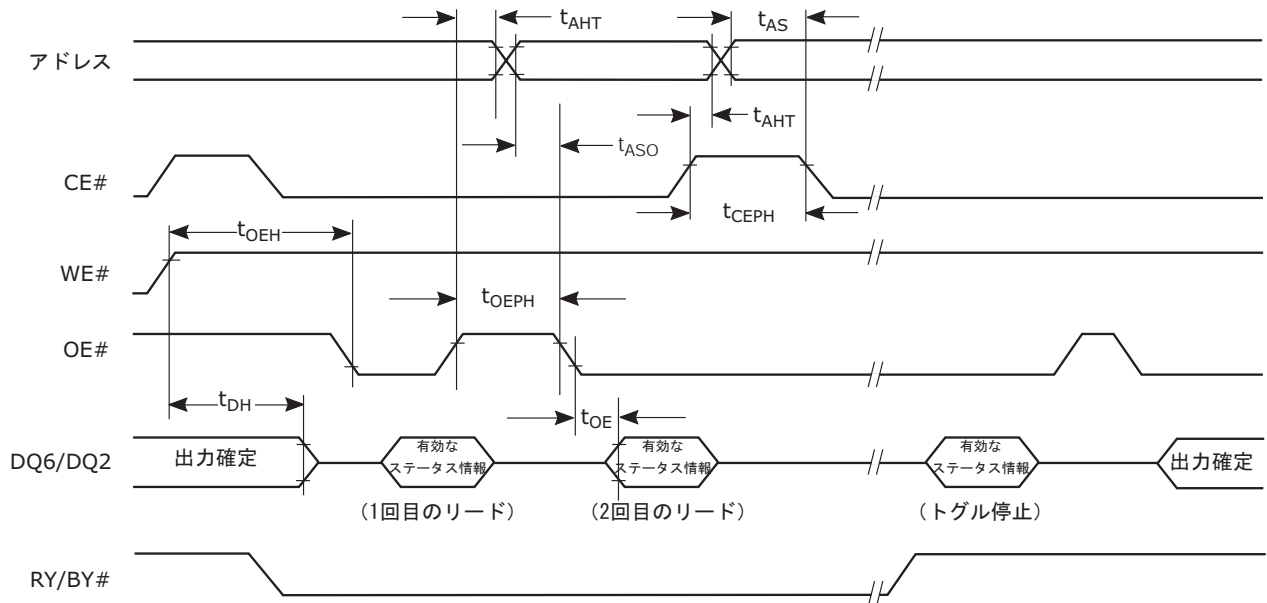 tAHT
tAS
アドレス
tAHT
tASO
CE#
tCEPH
tOEH
WE#
tOEPH
OE#
tDH
tOE
DQ6/DQ2
出力確定
有効な
ステータス情報
有効な
ステータス情報
有効な
ステータス情報
出力確定
(1回目のリード)
(2回目のリード)
(トグル停止)
RY/BY#